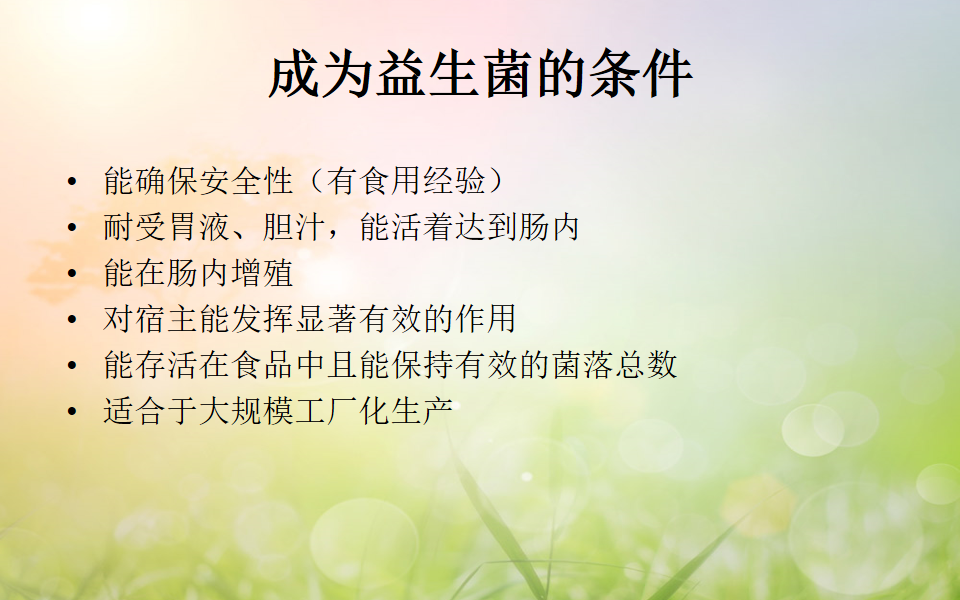 成为益生菌的条件
• 能确保安全性（有食用经验）
• 耐受胃液、胆汁，能活着达到肠内
• 能在肠内增殖
• 对宿主能发挥显著有效的作用
• 能存活在食品中且能保持有效的菌落总数
• 适合于大规模工厂化生产